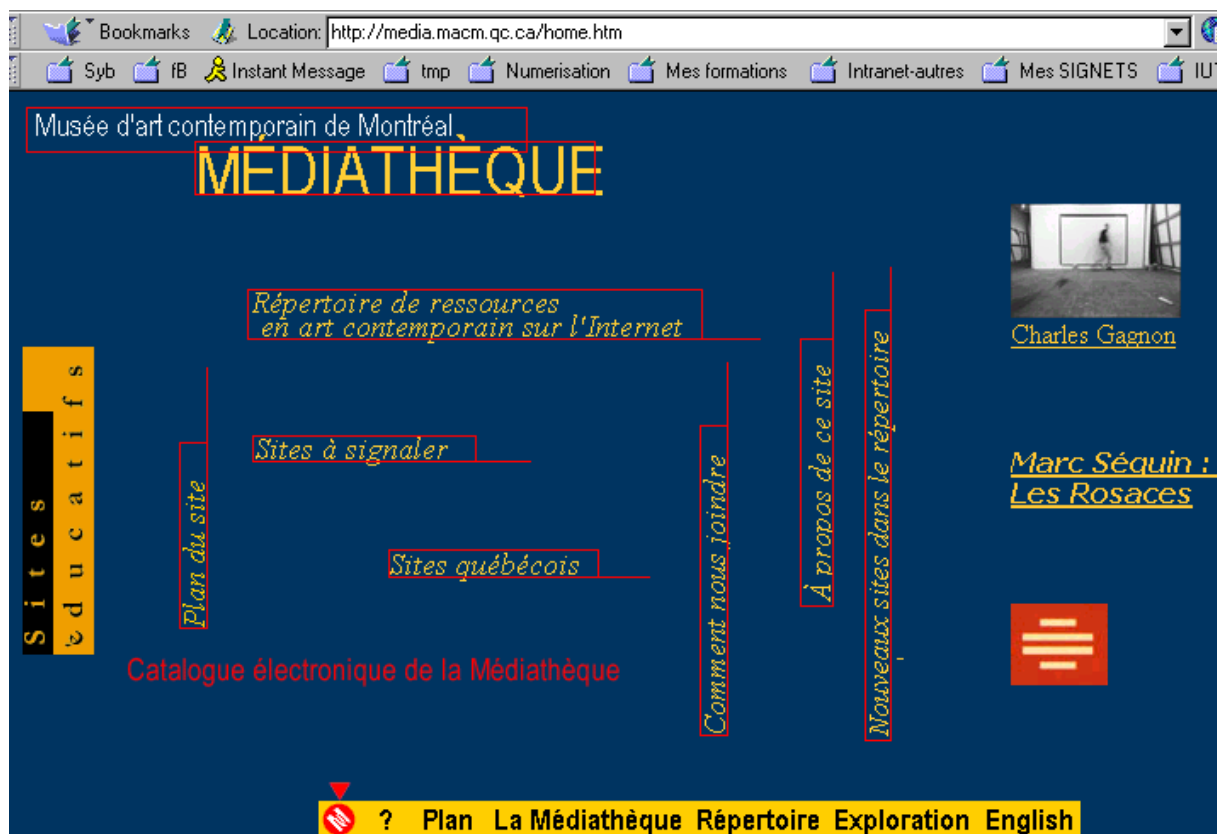 Bookmarks Location: http://media.macm.qc.ca/home.htm
Syb fB Instant Message tmp Numerisation Mes formations Intranet-autres Mes SIGNETS IUT
Musée d'art contemporain de Montréal
MÉDIATHÈQUE
Répertoire de ressources
en art contemporain sur l'Internet
Charles Gagnon
Sites
éducatifs
Plan du site
Sites à signaler
Sites québécois
Comment nous joindre
À propos de ce site
Nouveaux sites dans le répertoire
Marc Séquin :
Les Rosaces
Catalogue électronique de la Médiathèque
? Plan La Médiathèque Répertoire Exploration English